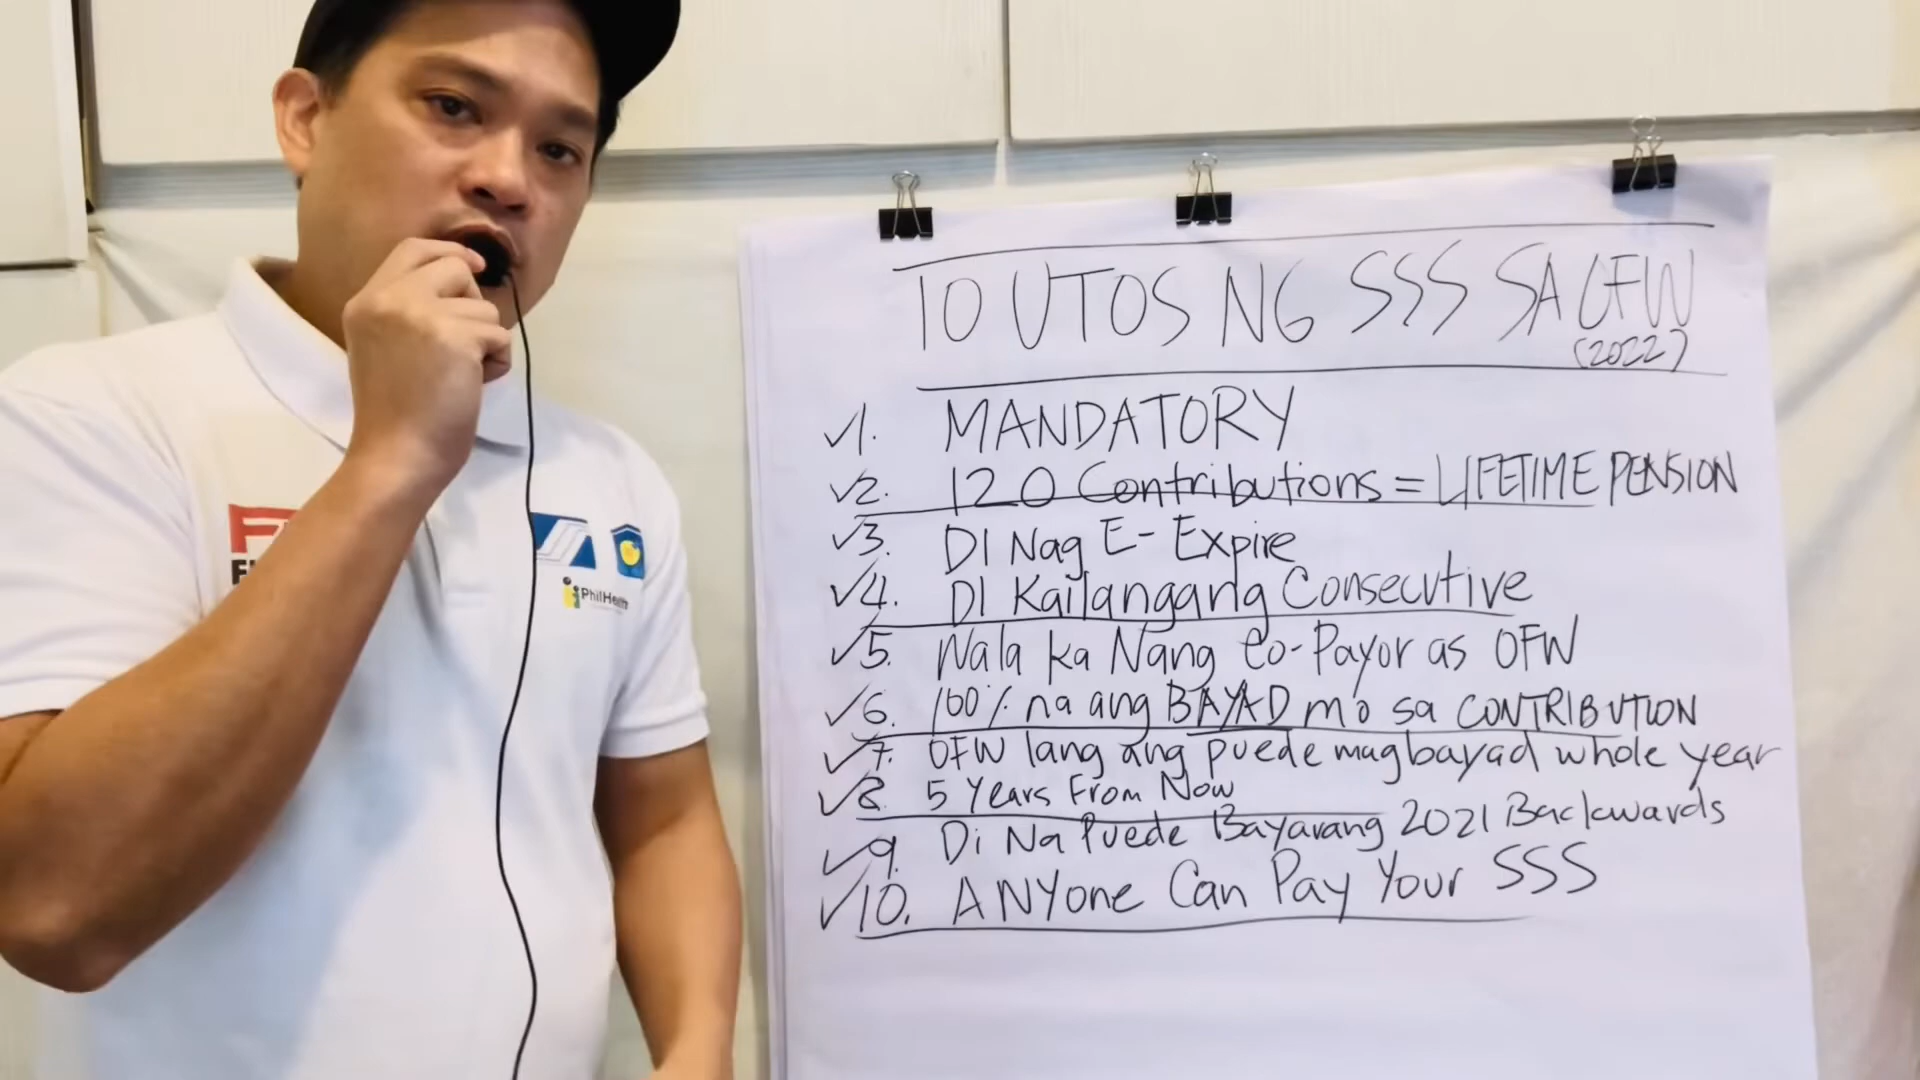 10 UTOS NG SSS SA OFW
(2022)
✓1. MANDATORY
✓2. 120 Contributions = LIFETIME PENSION
✓3. DI Nag E-Expire
✓4. DI Kailangang Consecutive
✓5. Wala ka Nang Co-Payor as OFW
✓6. 100% na ang BAYAD mo sa CONTRIBUTION
✓7. OFW lang ang puede magbayad whole year
✓8. 5 Years From Now
✓9. Di Na Puede Bayarang 2021 Backwards
✓10. ANYone Can Pay Your SSS
PhilHealth